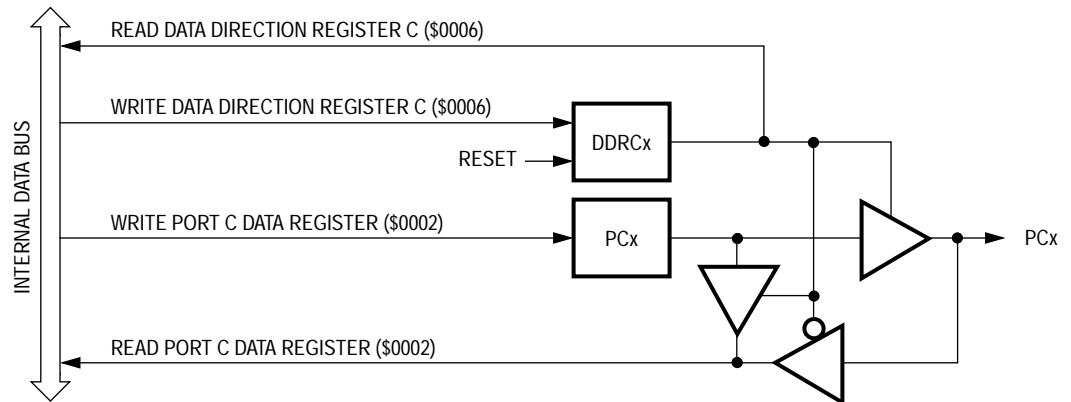 READ DATA DIRECTION REGISTER C ($0006)
WRITE DATA DIRECTION REGISTER C ($0006)
DDRCx
RESET
INTERNAL DATA BUS
WRITE PORT C DATA REGISTER ($0002)
PCx
PCx
READ PORT C DATA REGISTER ($0002)